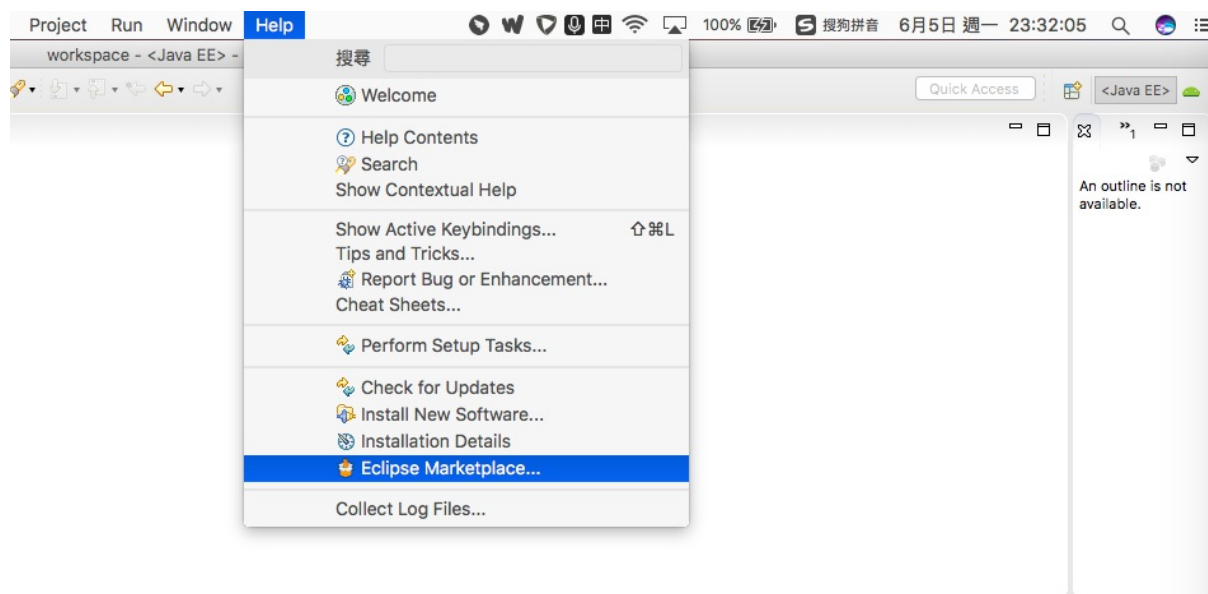 Project Run Window Help 100% 搜狗拼音 6月5日 週一 23:32:05
workspace - <Java EE> -
搜尋
Quick Access <Java EE>
Welcome
Help Contents
Search
Show Contextual Help
Show Active Keybindings... ⇧⌘L
Tips and Tricks...
Report Bug or Enhancement...
Cheat Sheets...
Perform Setup Tasks...
Check for Updates
Install New Software...
Installation Details
Eclipse Marketplace...
Collect Log Files...
»1
An outline is not
available.